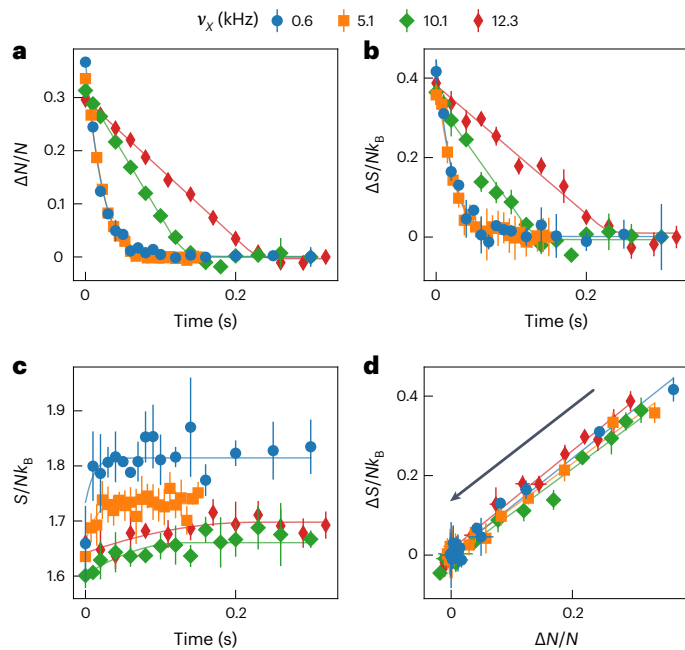 ν_X (kHz) 0.6 5.1 10.1 12.3
a
b
ΔN/N
0.3
0.2
0.1
0
0 0.2
Time (s)
ΔS/Nk_B
0.4
0.2
0
0 0.2
Time (s)
c
d
S/Nk_B
1.9
1.8
1.7
1.6
0 0.2
Time (s)
ΔS/Nk_B
0.4
0.2
0
0 0.2
ΔN/N